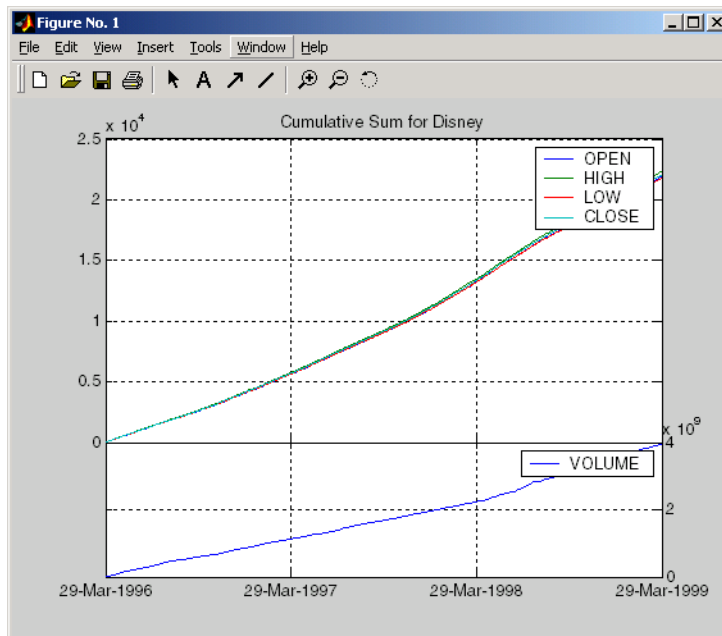 Figure No. 1
File Edit View Insert Tools Window Help
A
Cumulative Sum for Disney
x 10^4
2.5
2
1.5
1
0.5
0
OPEN
HIGH
LOW
CLOSE
x 10^9
4
2
0
VOLUME
29-Mar-1996 29-Mar-1997 29-Mar-1998 29-Mar-1999